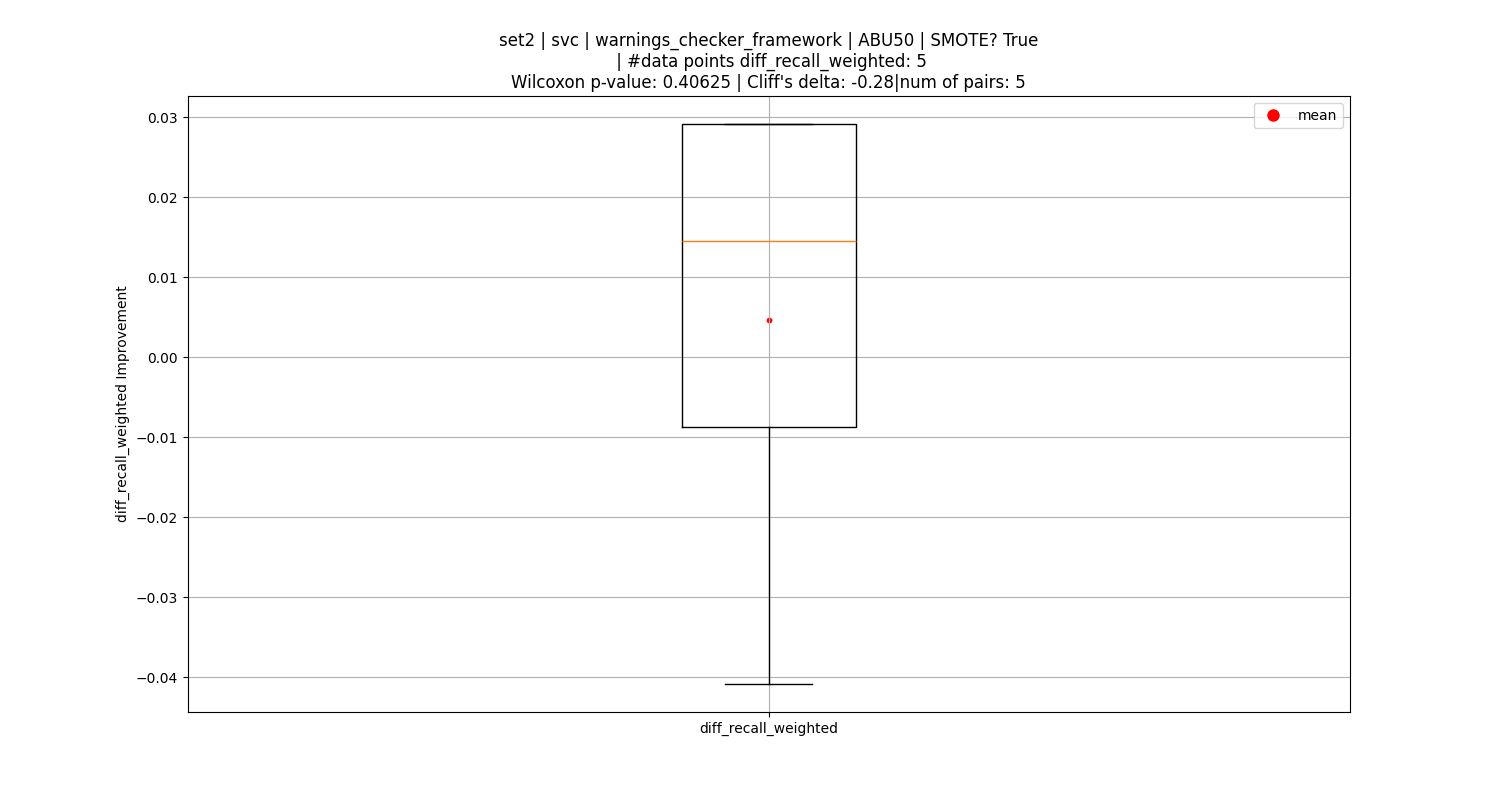 set2 | svc | warnings_checker_framework | ABU50 | SMOTE? True
| #data points diff_recall_weighted: 5
Wilcoxon p-value: 0.40625 | Cliff's delta: -0.28|num of pairs: 5
mean
0.03
0.02
0.01
0.00
−0.01
−0.02
−0.03
−0.04
diff_recall_weighted Improvement
diff_recall_weighted